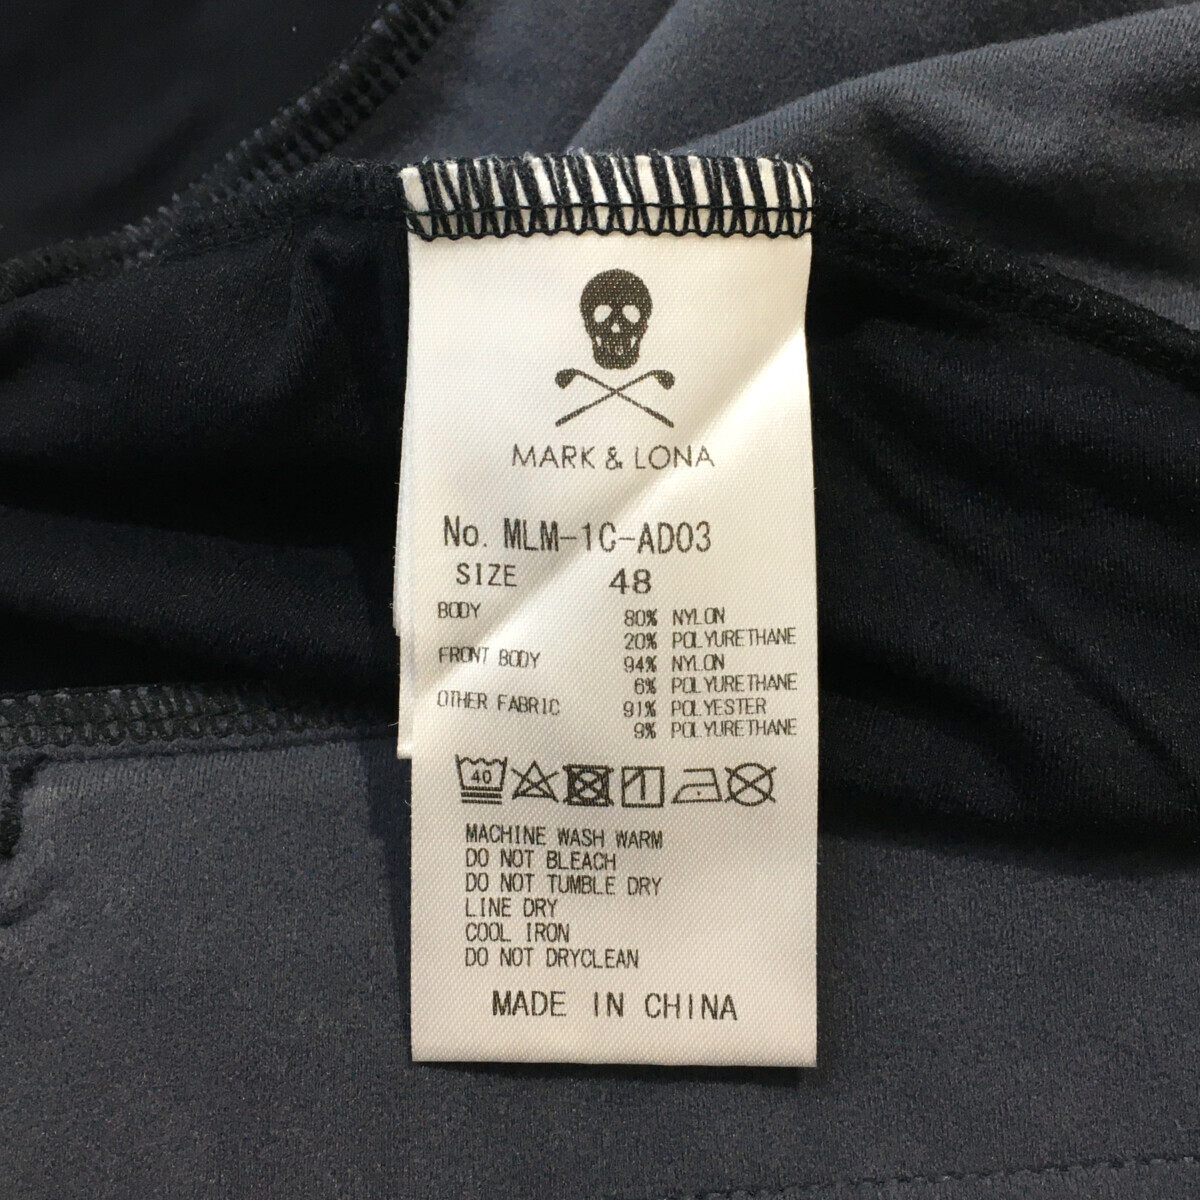 MARK & LONA
No. MLM-1C-AD03
SIZE 48
BODY 80% NYLON
20% POLYURETHANE
FRONT BODY 94% NYLON
6% POLYURETHANE
OTHER FABRIC 91% POLYESTER
9% POLYURETHANE
40
MACHINE WASH WARM
DO NOT BLEACH
DO NOT TUMBLE DRY
LINE DRY
COOL IRON
DO NOT DRYCLEAN
MADE IN CHINA